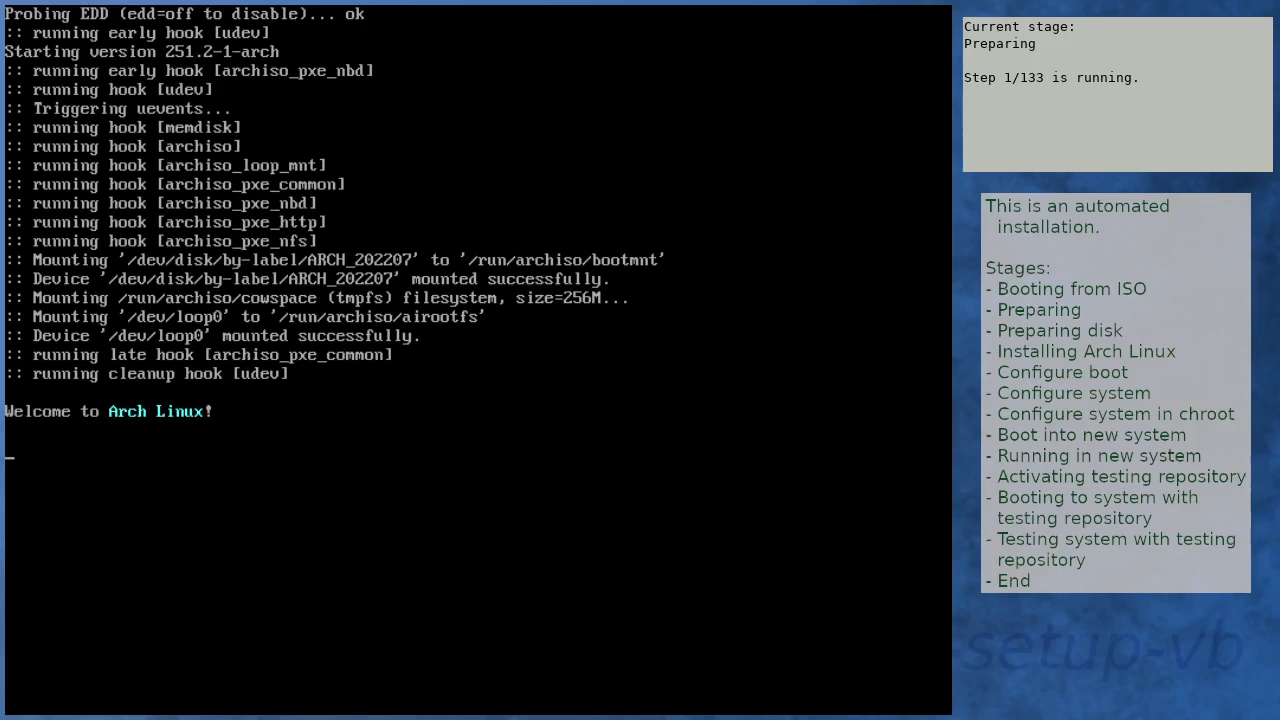 Probing EDD (edd=off to disable)... ok
:: running early hook [udev]
Starting version 251.2-1-arch
:: running early hook [archiso_pxe_nbd]
:: running hook [udev]
:: Triggering uevents...
:: running hook [memdisk]
:: running hook [archiso]
:: running hook [archiso_loop_mnt]
:: running hook [archiso_pxe_common]
:: running hook [archiso_pxe_nbd]
:: running hook [archiso_pxe_http]
:: running hook [archiso_pxe_nfs]
:: Mounting '/dev/disk/by-label/ARCH_202207' to '/run/archiso/bootmnt'
:: Device '/dev/disk/by-label/ARCH_202207' mounted successfully.
:: Mounting /run/archiso/cowspace (tmpfs) filesystem, size=256M...
:: Mounting '/dev/loop0' to '/run/archiso/airootfs'
:: Device '/dev/loop0' mounted successfully.
:: running late hook [archiso_pxe_common]
:: running cleanup hook [udev]
Welcome to Arch Linux!
Current stage:
Preparing
Step 1/133 is running.
This is an automated
installation.
Stages:
- Booting from ISO
- Preparing
- Preparing disk
- Installing Arch Linux
- Configure boot
- Configure system
- Configure system in chroot
- Boot into new system
- Running in new system
- Activating testing repository
- Booting to system with
testing repository
- Testing system with testing
repository
- End
-setup-vb